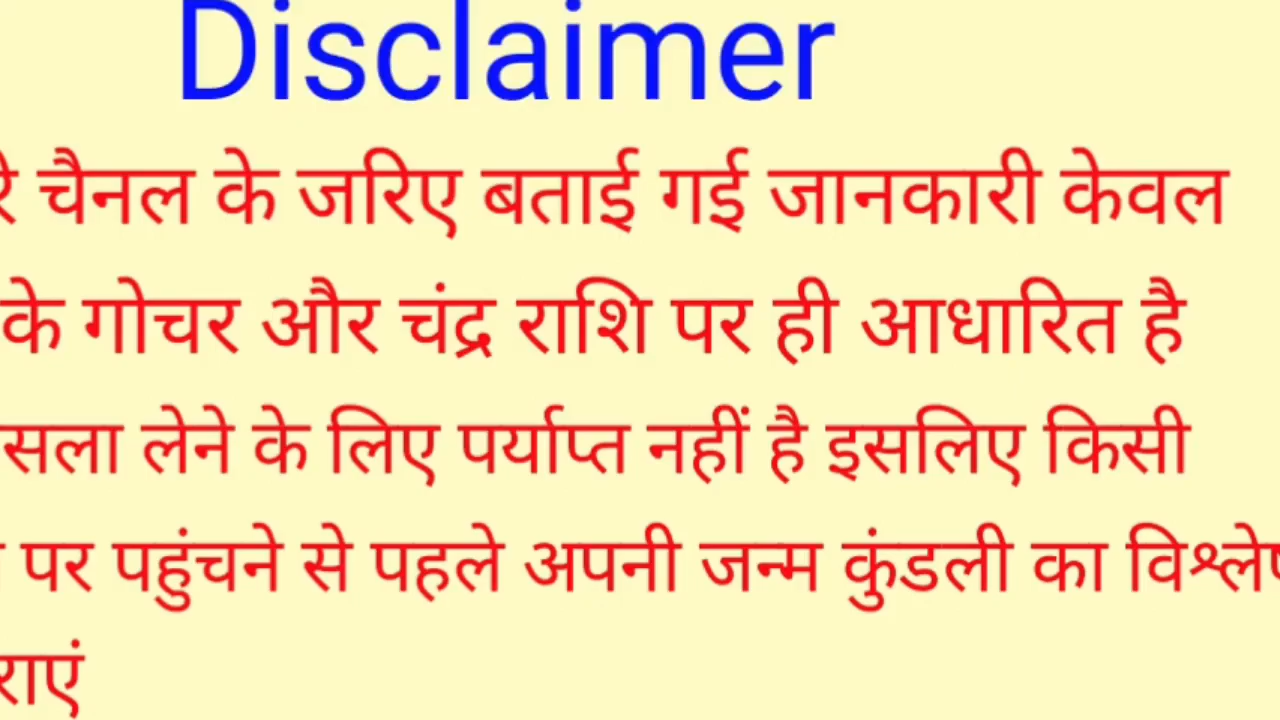 Disclaimer
चैनल के जरिए बताई गई जानकारी केवल
के गोचर और चंद्र राशि पर ही आधारित है
लेने के लिए पर्याप्त नहीं है इसलिए किसी
पर पहुंचने से पहले अपनी जन्म कुंडली का